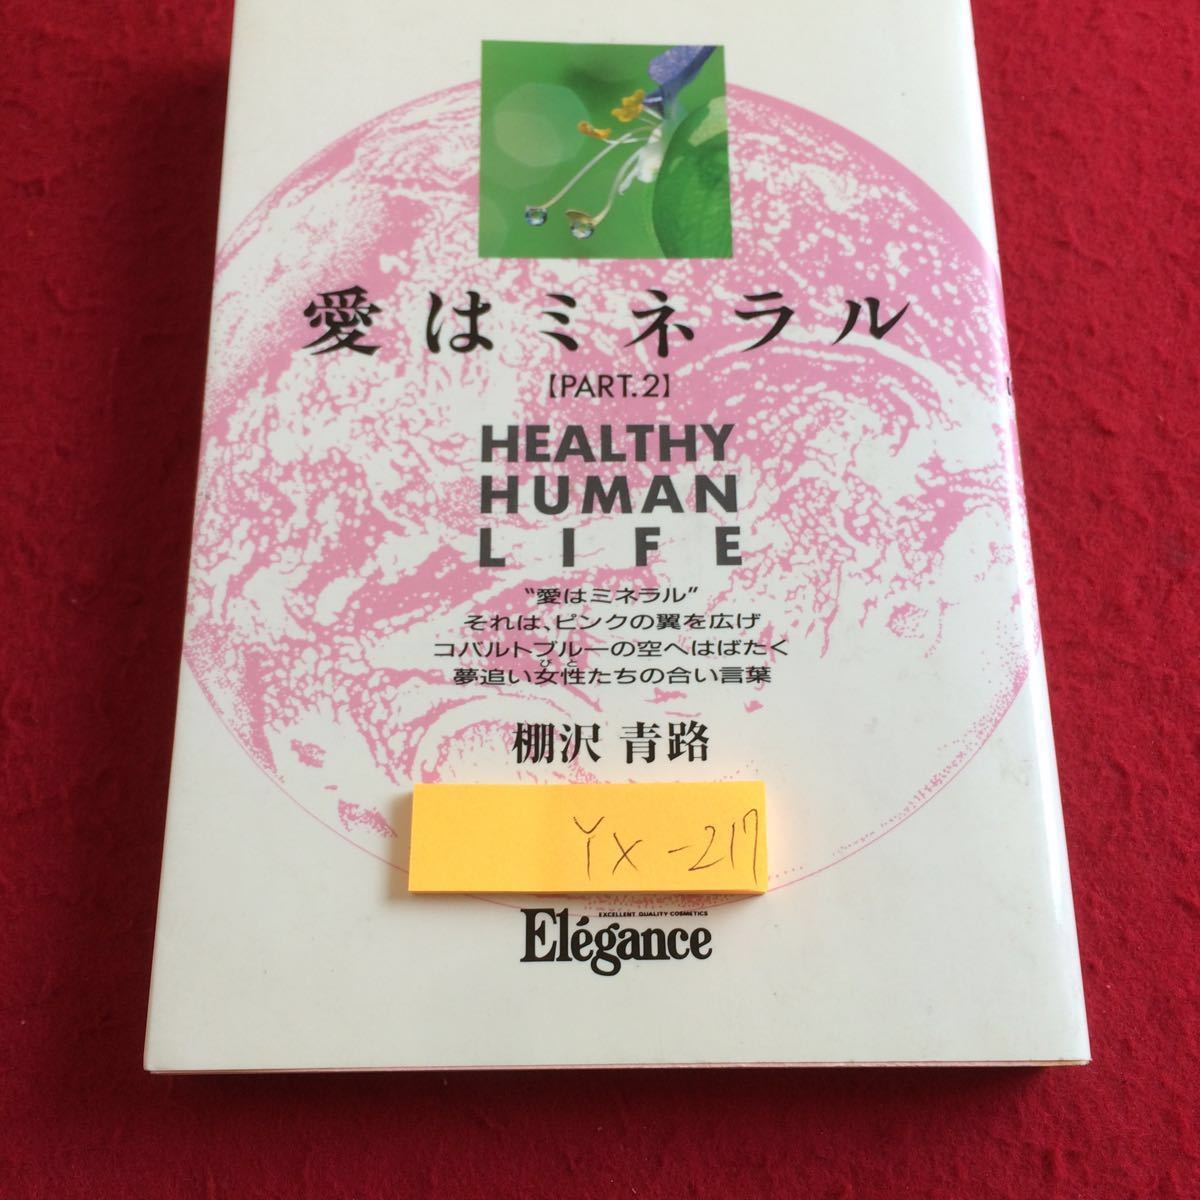 愛はミネラル
【PART.2】
HEALTHY
HUMAN
LIFE
"愛はミネラル"
それは、ピンクの翼を広げ
コバルトブルーの空へはばたく
夢追い女性たちの合い言葉
びと
棚沢 青路
YX-217
EXCELLENT QUALITY COSMETICS
Elégance